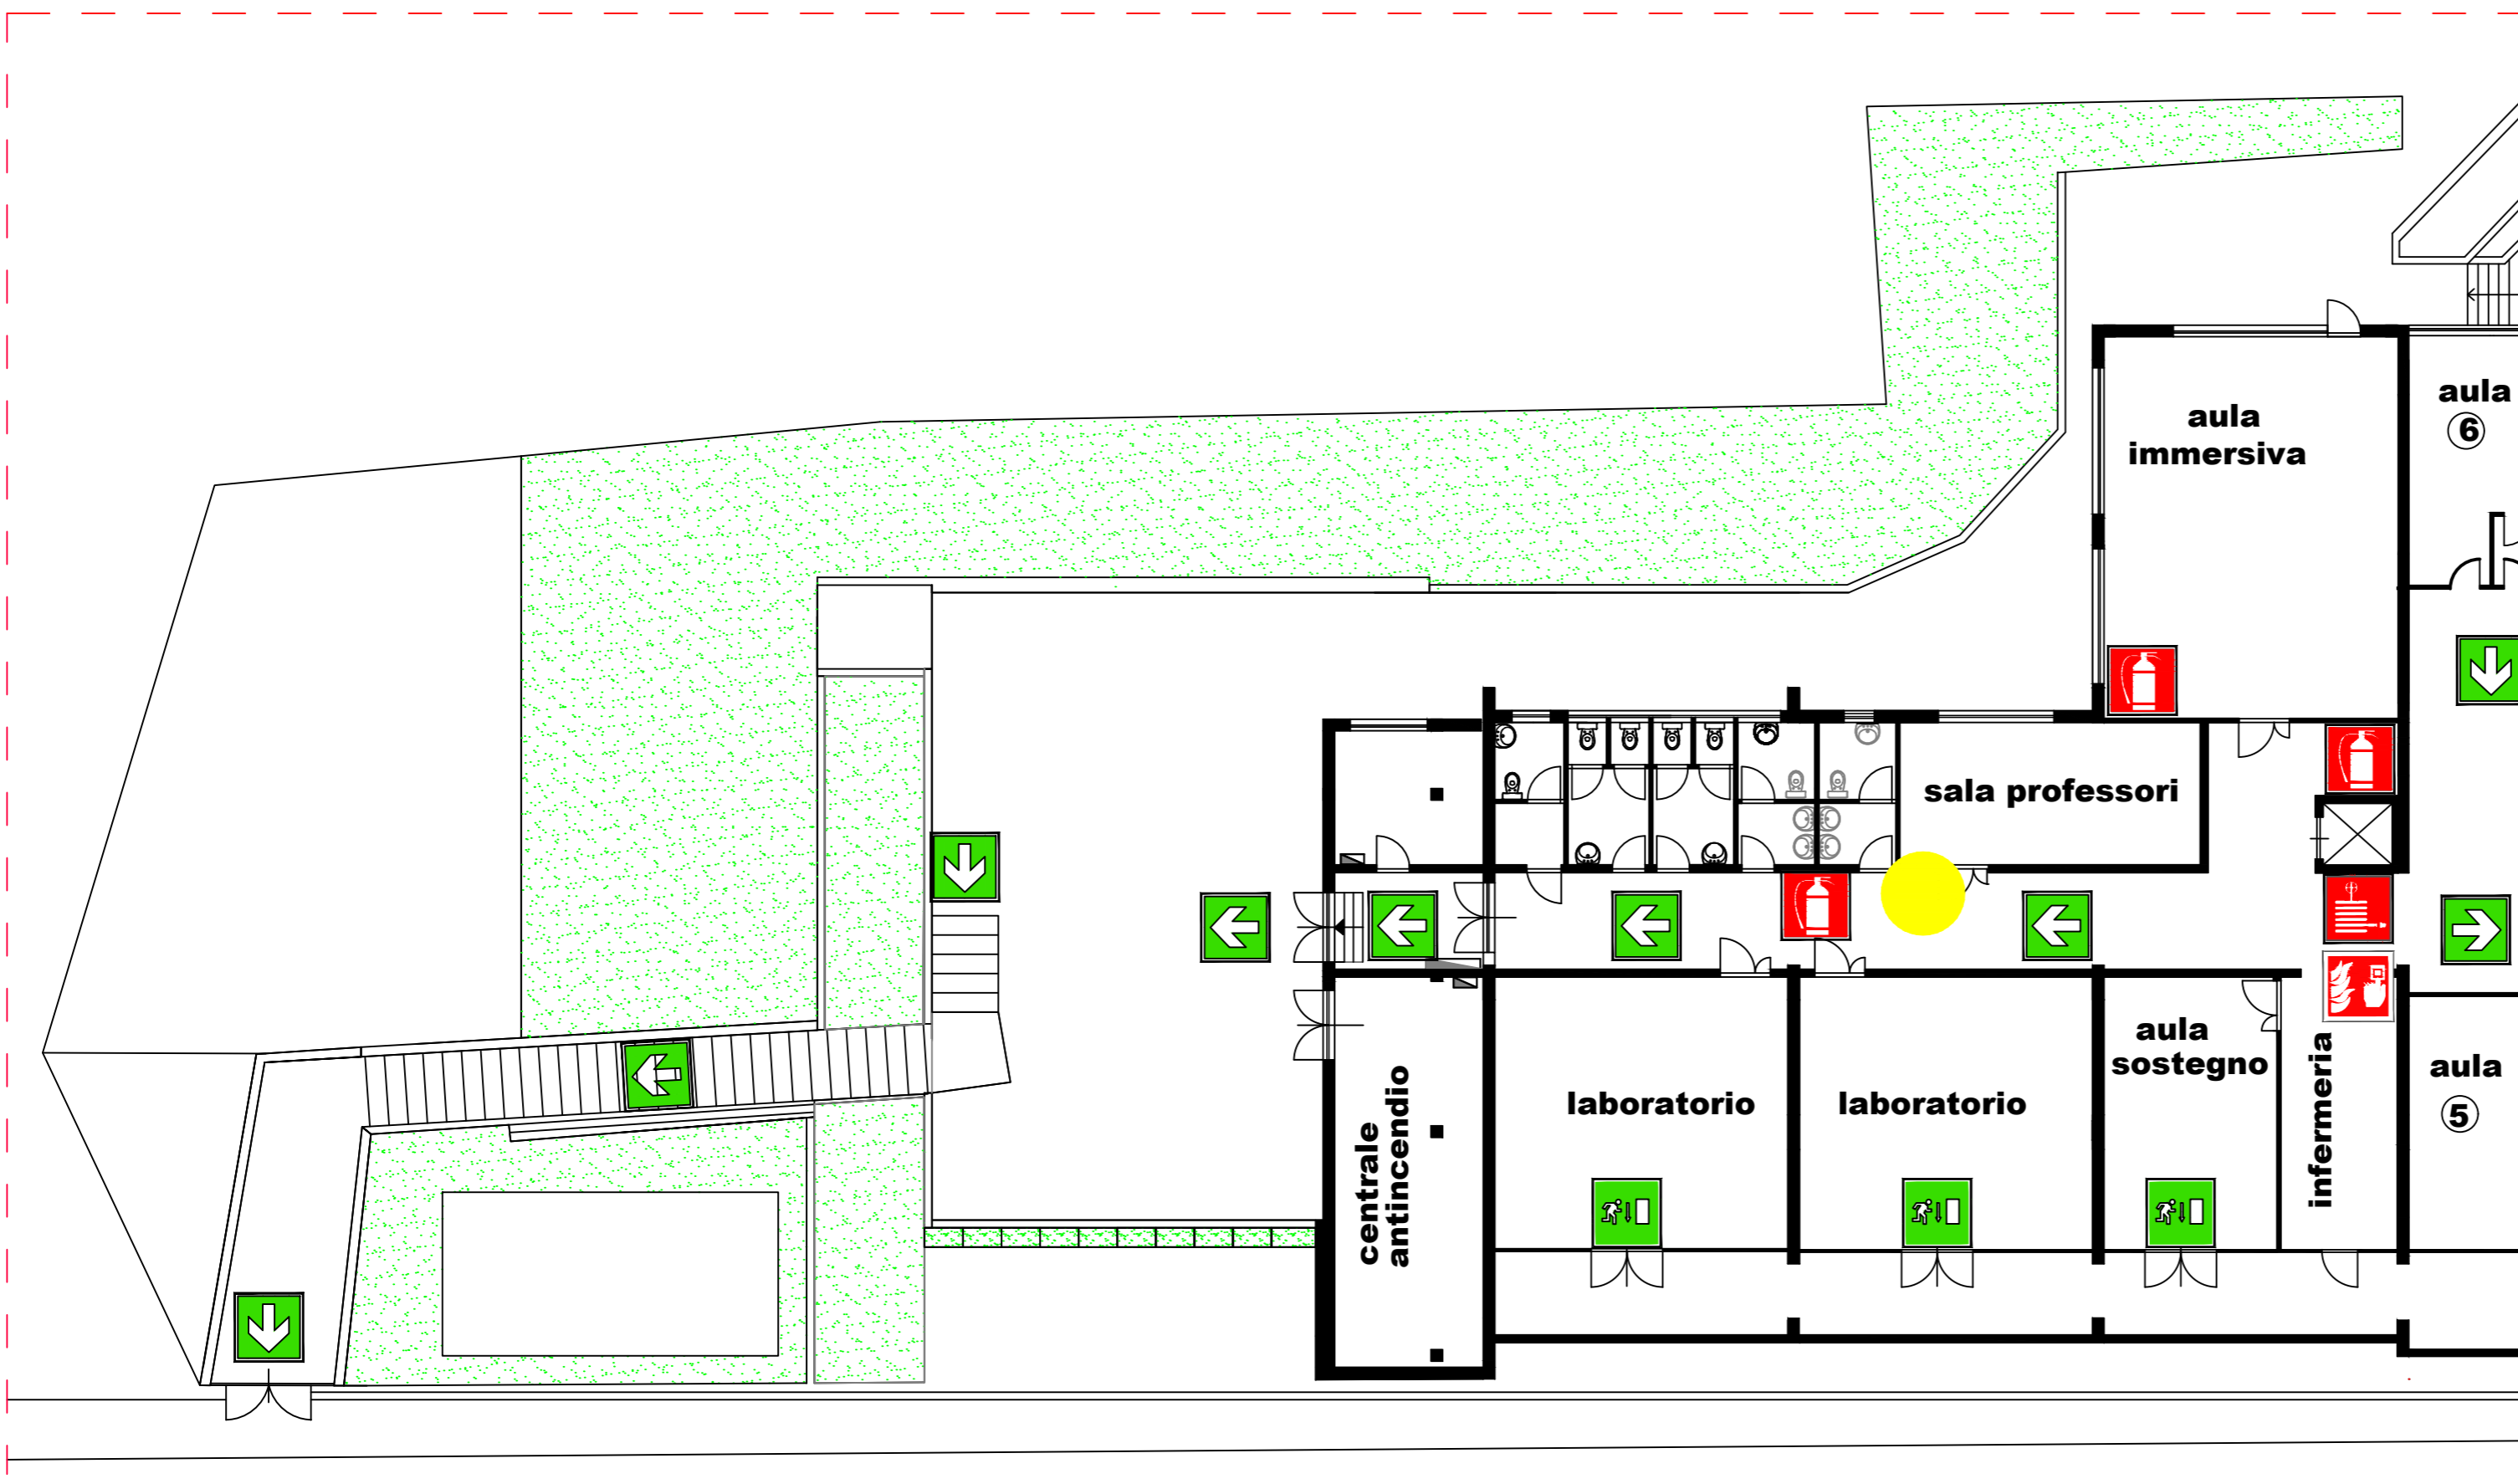 aula
6
aula
immersiva
sala professori
aula
sostegno
infermeria
aula
5
laboratorio
laboratorio
centrale
antincendio